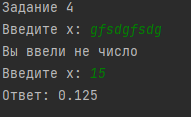 Задание 4
Введите x: gfsdgfsdg
Вы ввели не число
Введите x: 15
Ответ: 0.125